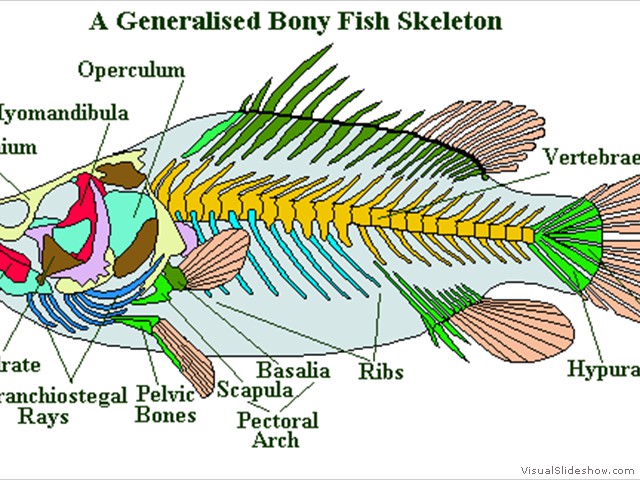 A Generalised Bony Fish Skeleton
Operculum
Hyomandibula
ium
Vertebrae
drate
ranchiostegal
Rays
Pelvic
Bones
Basalia
Scapula
Pectoral
Arch
Ribs
Hypura
VisualSlideshow.com